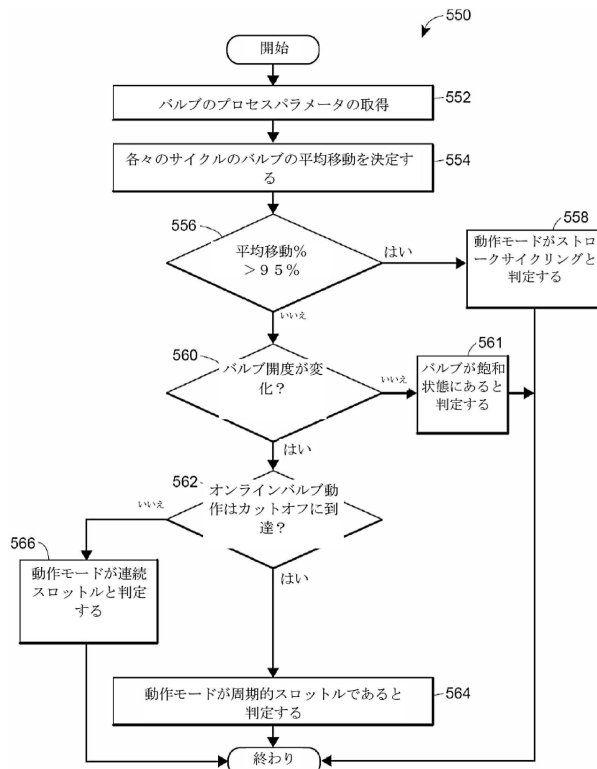 550
開始
バルブのプロセスパラメータの取得
552
各々のサイクルのバルブの平均移動を決定す
る
554
556
平均移動%
>95%
はい
558
動作モードがストロ
ークサイクリングと
判定する
いいえ
560
バルブ開度が変
化?
いいえ
561
バルブが飽和
状態にあると
判定する
はい
562
オンラインバルブ動
作はカットオフに到
達?
いいえ
566
動作モードが連続
スロットルと判定
する
はい
動作モードが周期的スロットルであると
判定する
564
終わり